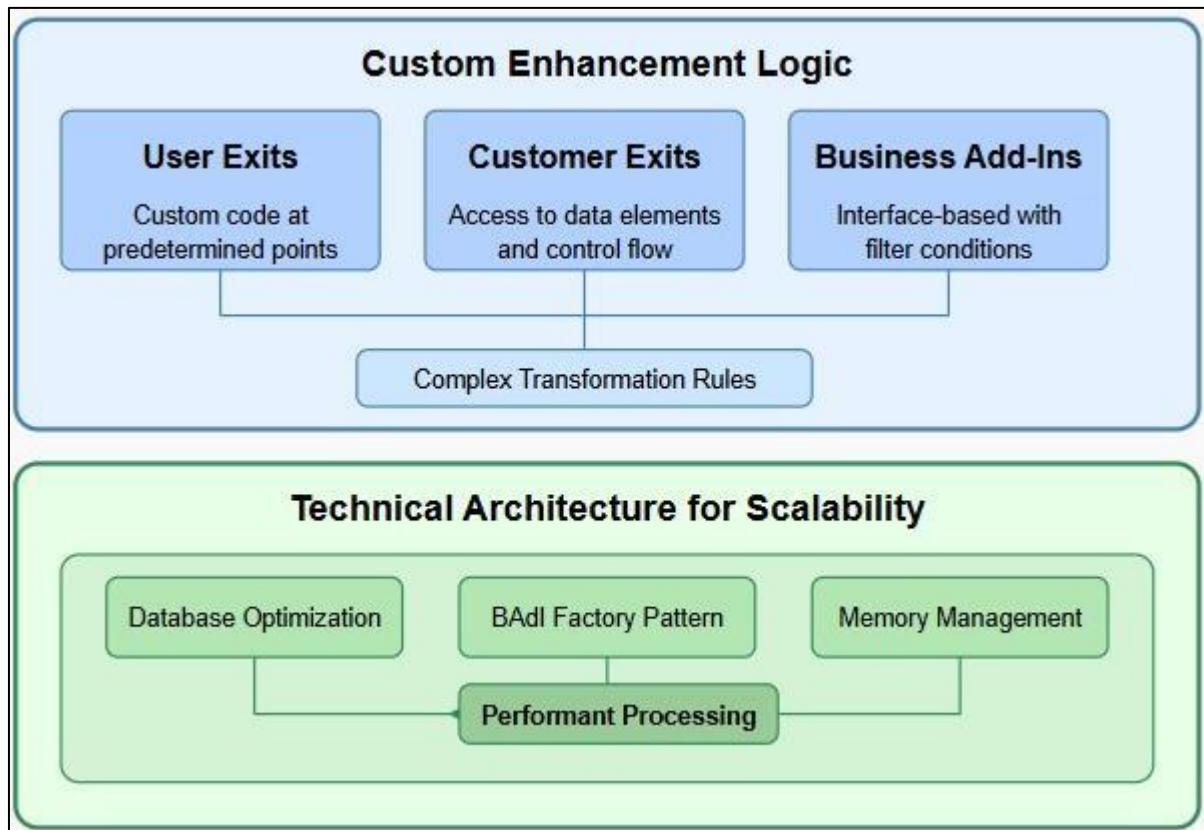 Custom Enhancement Logic
User Exits
Custom code at
predetermined points
Customer Exits
Access to data elements
and control flow
Business Add-Ins
Interface-based with
filter conditions
Complex Transformation Rules
Technical Architecture for Scalability
Database Optimization
BAdI Factory Pattern
Memory Management
Performant Processing